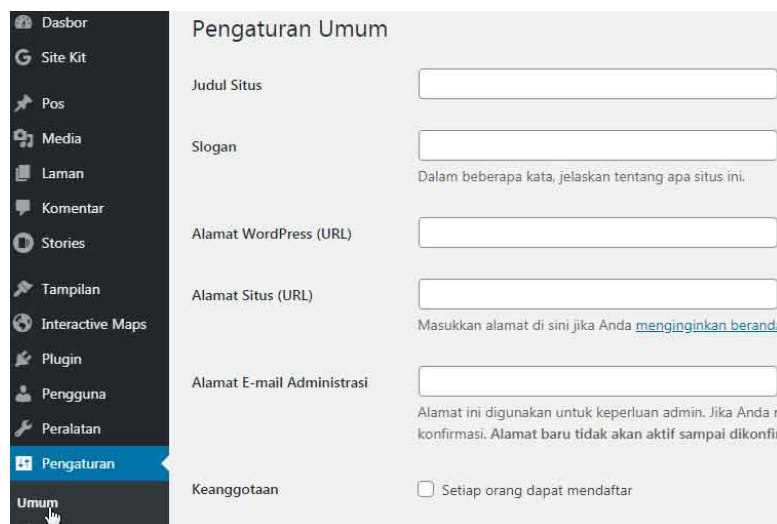 Dasbor
Site Kit
Pos
Media
Laman
Komentar
Stories
Tampilan
Interactive Maps
Plugin
Pengguna
Peralatan
Pengaturan
Umum
Pengaturan Umum
Judul Situs
Slogan
Dalam beberapa kata, jelaskan tentang apa situs ini.
Alamat WordPress (URL)
Alamat Situs (URL)
Masukkan alamat di sini jika Anda menginginkan
Alamat E-mail Administrasi
Alamat ini digunakan untuk keperluan admin. Jika Anda
konfirmasi. Alamat baru tidak akan aktif sampai
Keanggotaan
Setiap orang dapat mendaftar